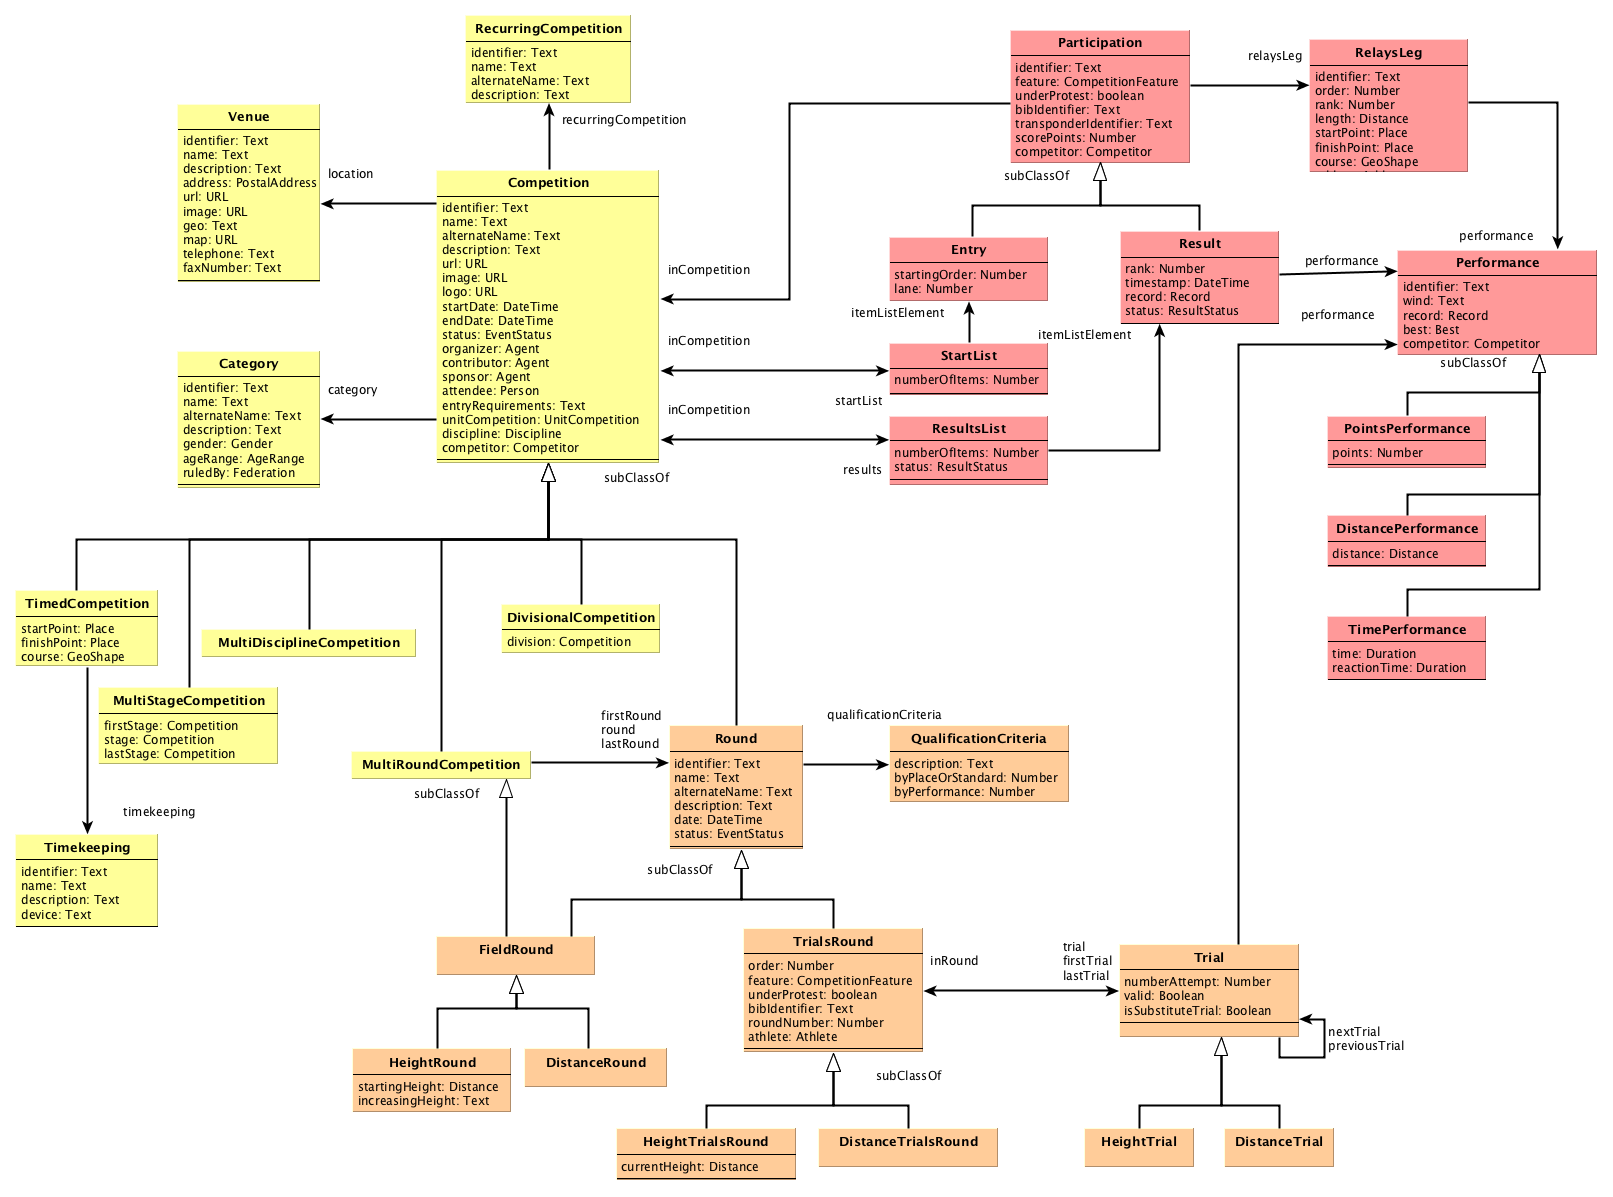 RecurringCompetition
identifier: Text
name: Text
alternateName: Text
description: Text
recurringCompetition
Venue
identifier: Text
name: Text
description: Text
address: PostalAddress
url: URL
image: URL
geo: Text
map: URL
telephone: Text
faxNumber: Text
location
Competition
identifier: Text
name: Text
alternateName: Text
description: Text
url: URL
image: URL
logo: URL
startDate: DateTime
endDate: DateTime
status: EventStatus
organizer: Agent
contributor: Agent
sponsor: Agent
attendee: Person
entryRequirements: Text
unitCompetition: UnitCompetition
discipline: Discipline
competitor: Competitor
Category
identifier: Text
name: Text
alternateName: Text
description: Text
gender: Gender
ageRange: AgeRange
ruledBy: Federation
category
subClassOf
Participation
identifier: Text
feature: CompetitionFeature
underProtest: boolean
bibIdentifier: Text
transponderIdentifier: Text
scorePoints: Number
competitor: Competitor
subClassOf
relaysLeg
RelaysLeg
identifier: Text
order: Number
rank: Number
length: Distance
startPoint: Place
finishPoint: Place
course: GeoShape
performance
Entry
startingOrder: Number
lane: Number
itemListElement
Result
rank: Number
timestamp: DateTime
record: Record
status: ResultStatus
itemListElement
performance
performance
Performance
identifier: Text
wind: Text
record: Record
best: Best
competitor: Competitor
subClassOf
inCompetition
inCompetition
StartList
numberOfItems: Number
startList
inCompetition
ResultsList
numberOfItems: Number
status: ResultStatus
results
PointsPerformance
points: Number
DistancePerformance
distance: Distance
TimePerformance
time: Duration
reactionTime: Duration
TimedCompetition
startPoint: Place
finishPoint: Place
course: GeoShape
MultiDisciplineCompetition
DivisionalCompetition
division: Competition
MultiStageCompetition
firstStage: Competition
stage: Competition
lastStage: Competition
MultiRoundCompetition
subClassOf
firstRound
round
lastRound
Round
identifier: Text
name: Text
alternateName: Text
description: Text
date: DateTime
status: EventStatus
subClassOf
qualificationCriteria
QualificationCriteria
description: Text
byPlaceOrStandard: Number
byPerformance: Number
timekeeping
Timekeeping
identifier: Text
name: Text
description: Text
device: Text
FieldRound
HeightRound
startingHeight: Distance
increasingHeight: Text
DistanceRound
TrialsRound
order: Number
feature: CompetitionFeature
underProtest: boolean
bibIdentifier: Text
roundNumber: Number
athlete: Athlete
subClassOf
inRound
trial
firstTrial
lastTrial
Trial
numberAttempt: Number
valid: Boolean
isSubstituteTrial: Boolean
nextTrial
previousTrial
HeightTrialsRound
currentHeight: Distance
DistanceTrialsRound
HeightTrial
DistanceTrial